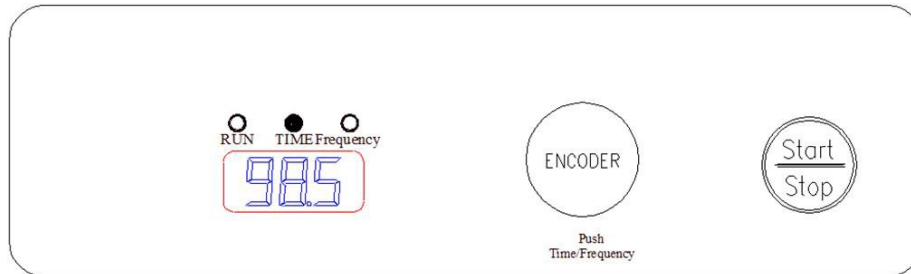 RUN TIME Frequency
98.5
ENCODER
Push
Time/Frequency
Start
Stop